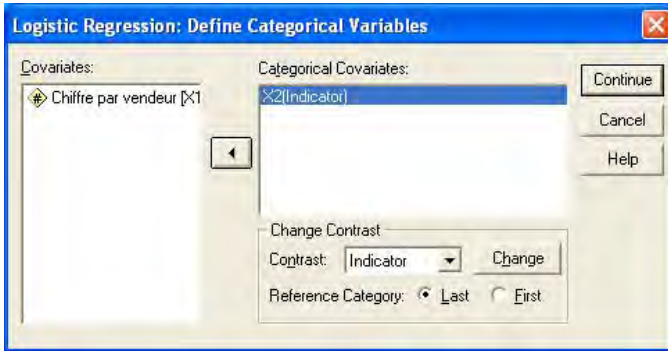 Logistic Regression: Define Categorical Variables
Covariates:
Chiffre par vendeur [X1
Categorical Covariates:
X2(Indicator)
Continue
Cancel
Help
Change Contrast
Contrast: Indicator Change
Reference Category: Last First